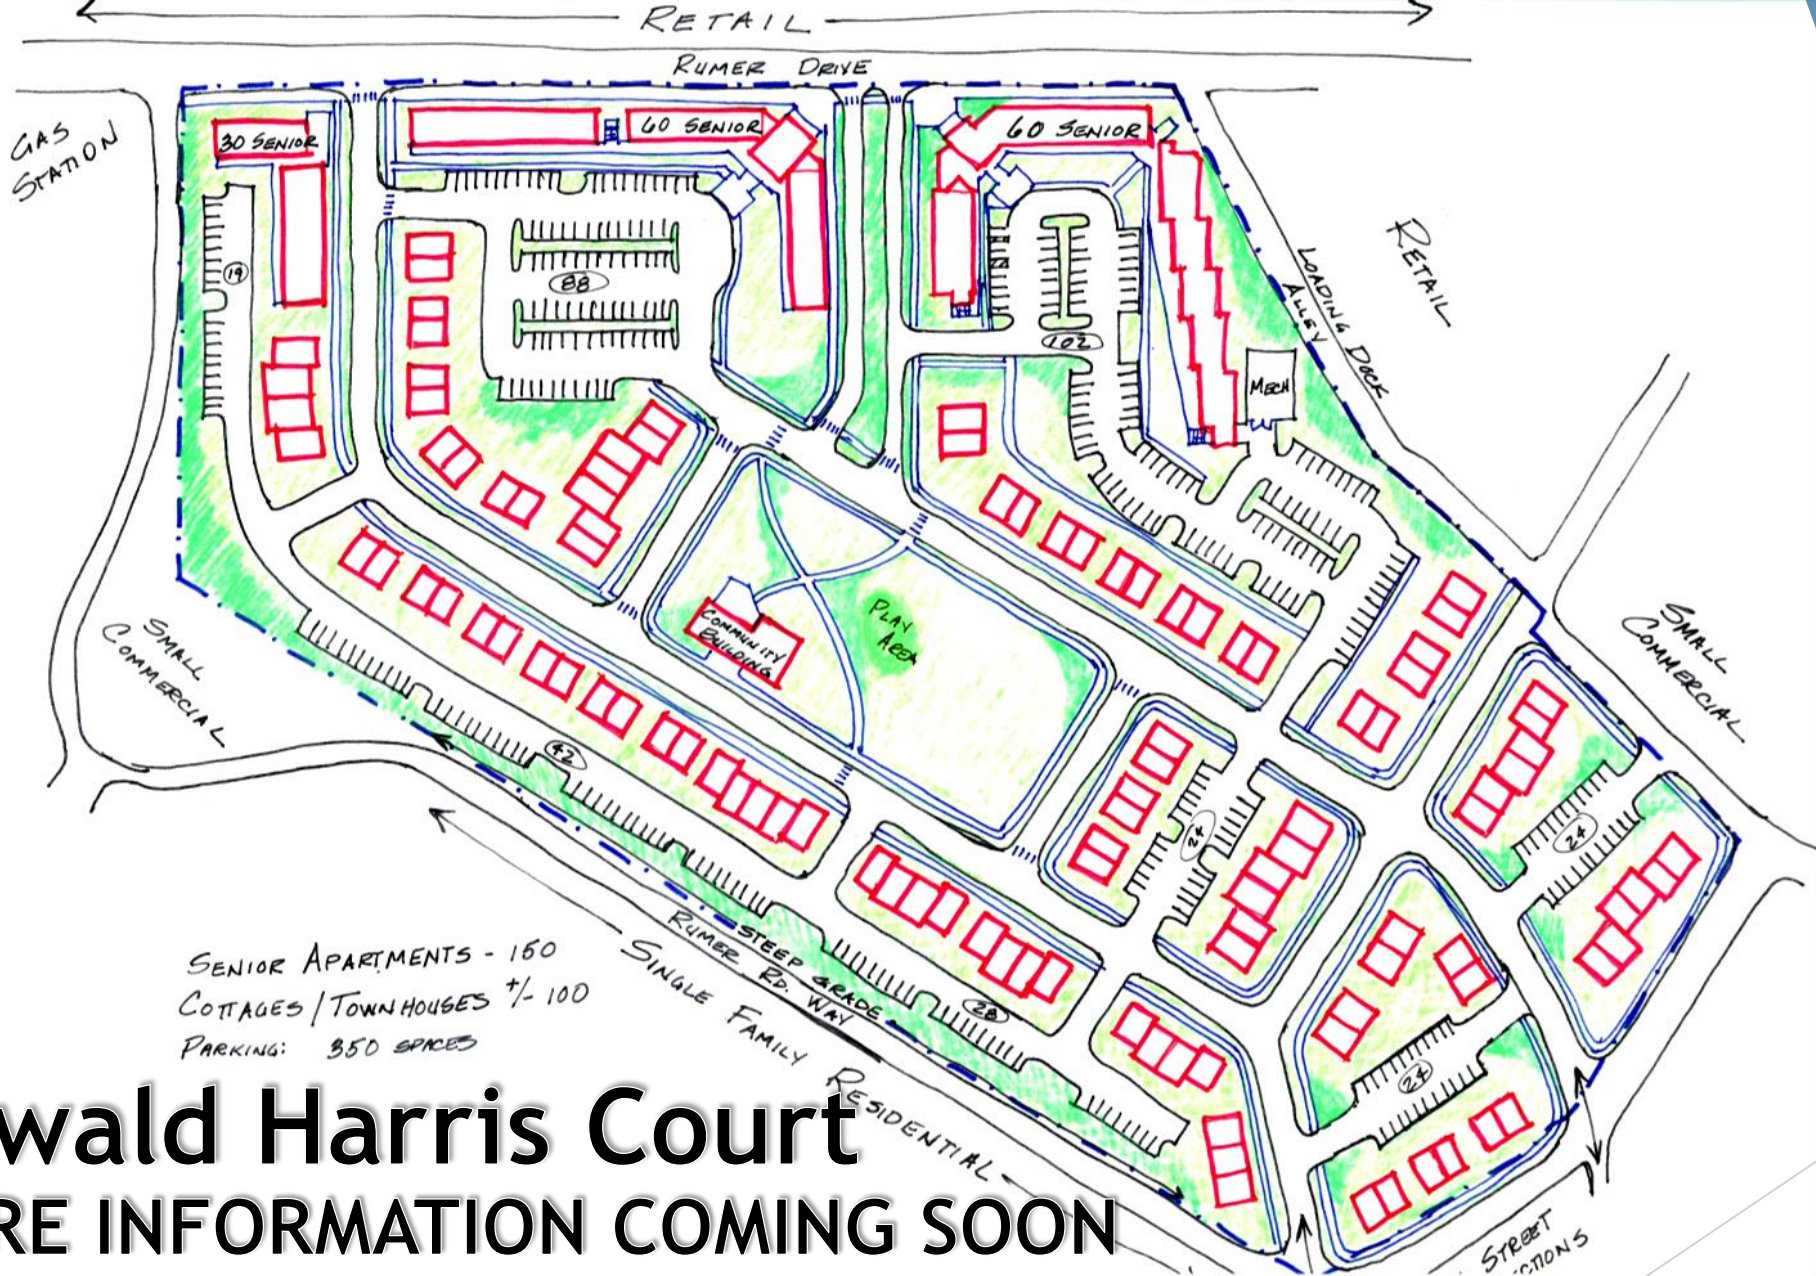 RETAIL
RUMER DRIVE
GAS
STATION
30 SENIOR
60 SENIOR
60 SENIOR
19
88
102
RETAIL
LOADING DOCK
ALLEY
MECH
PLAY
AREA
COMMUNITY
BUILDING
SMALL
COMMERCIAL
SMALL
COMMERCIAL
42
24
24
28
24
STEEP GRADE
RUMER RD. WAY
SINGLE FAMILY RESIDENTIAL
SENIOR APARTMENTS - 150
COTTAGES / TOWNHOUSES +/- 100
PARKING: 350 SPACES
wald Harris Court
RE INFORMATION COMING SOON
STREET
CTIONS